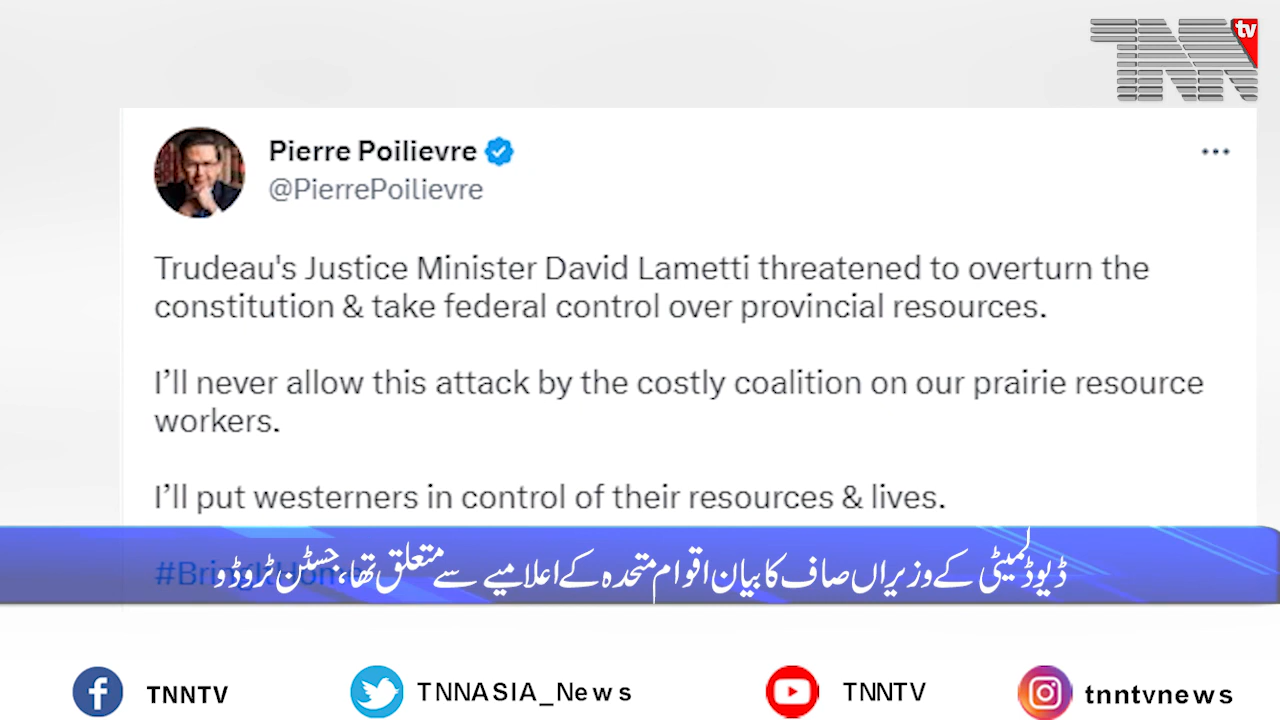 TNN tv
Pierre Poilievre
@PierrePoilievre
Trudeau's Justice Minister David Lametti threatened to overturn the
constitution & take federal control over provincial resources.
I’ll never allow this attack by the costly coalition on our prairie resource
workers.
I’ll put westerners in control of their resources & lives.
#BringItHome
ڈیوڈ لمیٹی کے وزیراں صاف کا بیان اقوام متحدہ کے اعلامیے سے متعلق تھا، جسٹن ٹروڈو
TNNTV
TNNASIA_News
TNNTV
tnntvnews